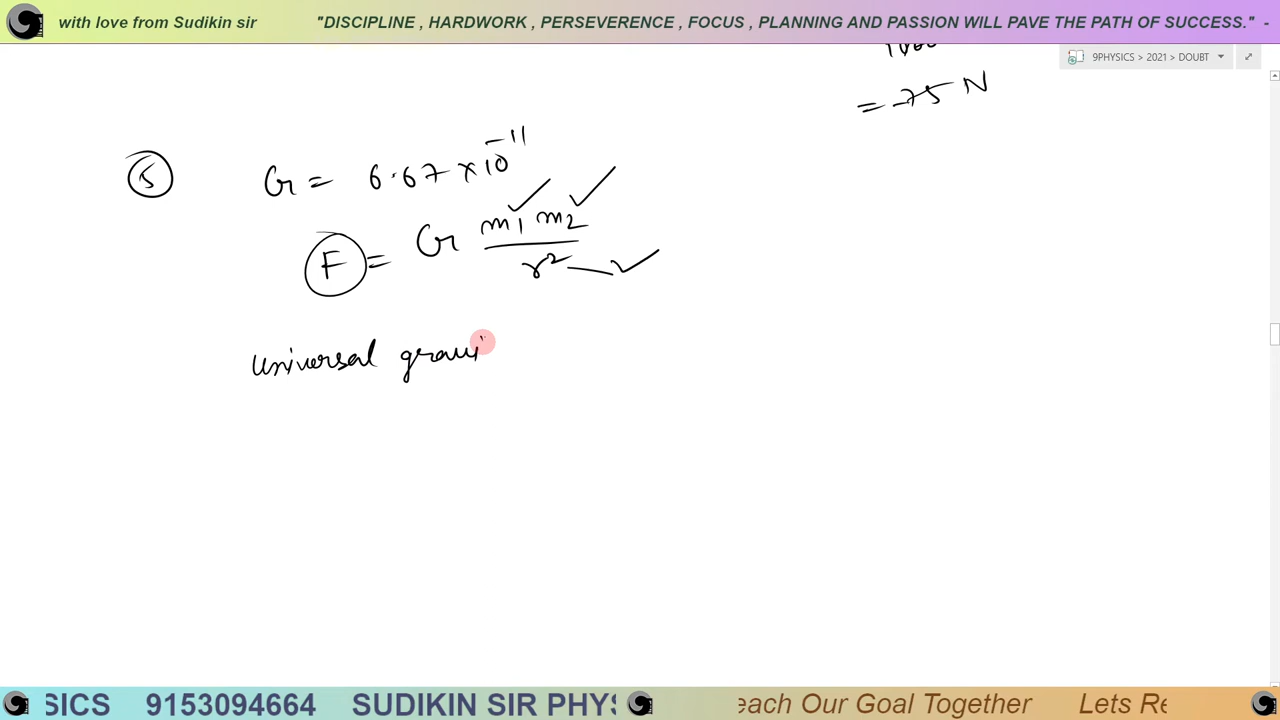 with love from Sudikin sir "DISCIPLINE , HARDWORK , PERSEVERENCE , FOCUS , PLANNING AND PASSION WILL PAVE THE PATH OF SUCCESS." -
9PHYSICS > 2021 > DOUBT
= -75 N
5
G = 6.67 × 10⁻¹¹
F = G m1 m2 / r²
universal gravi
SICS 9153094664 SUDIKIN SIR PHYS each Our Goal Together Lets Re